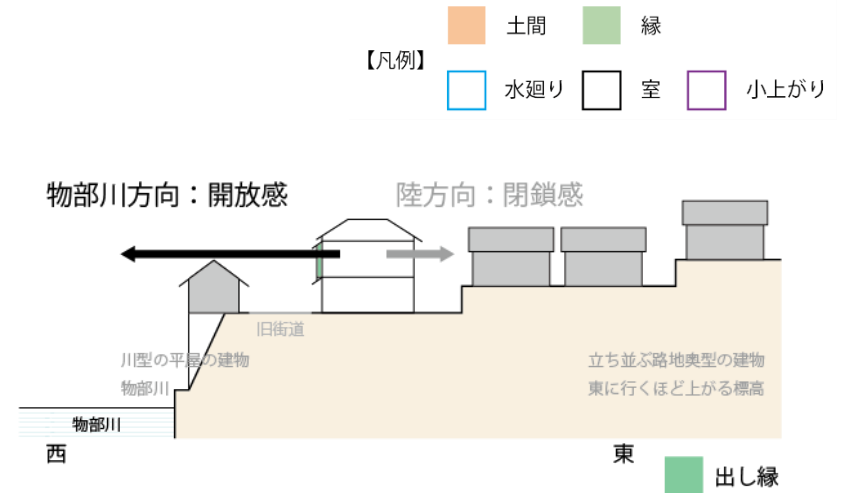 土間 縁
【凡例】
水廻り 室 小上がり
物部川方向：開放感 陸方向：閉鎖感
旧街道
川型の平屋の建物
物部川
立ち並ぶ路地奥型の建物
東に行くほど上がる標高
物部川
西 東
出し縁